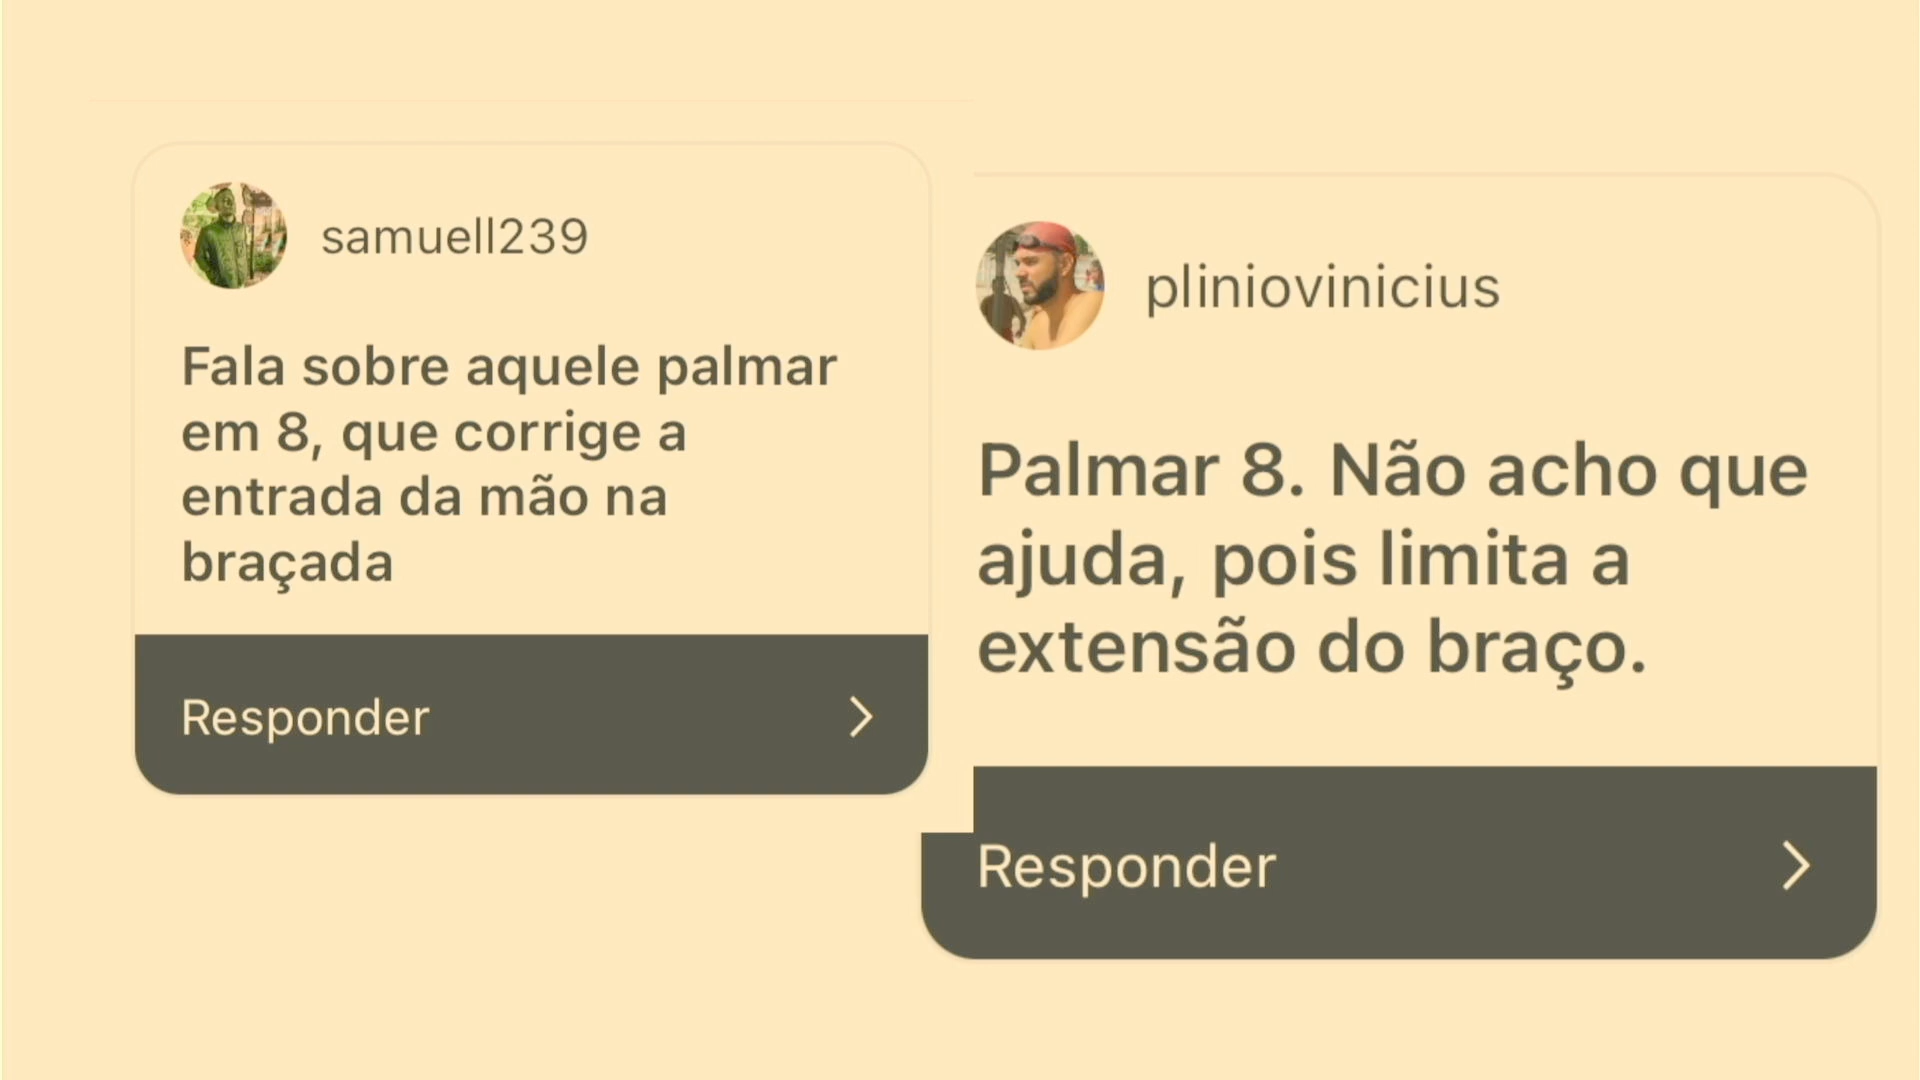 samuell239
Fala sobre aquele palmar
em 8, que corrige a
entrada da mão na
braçada
Responder
pliniovinicius
Palmar 8. Não acho que
ajuda, pois limita a
extensão do braço.
Responder